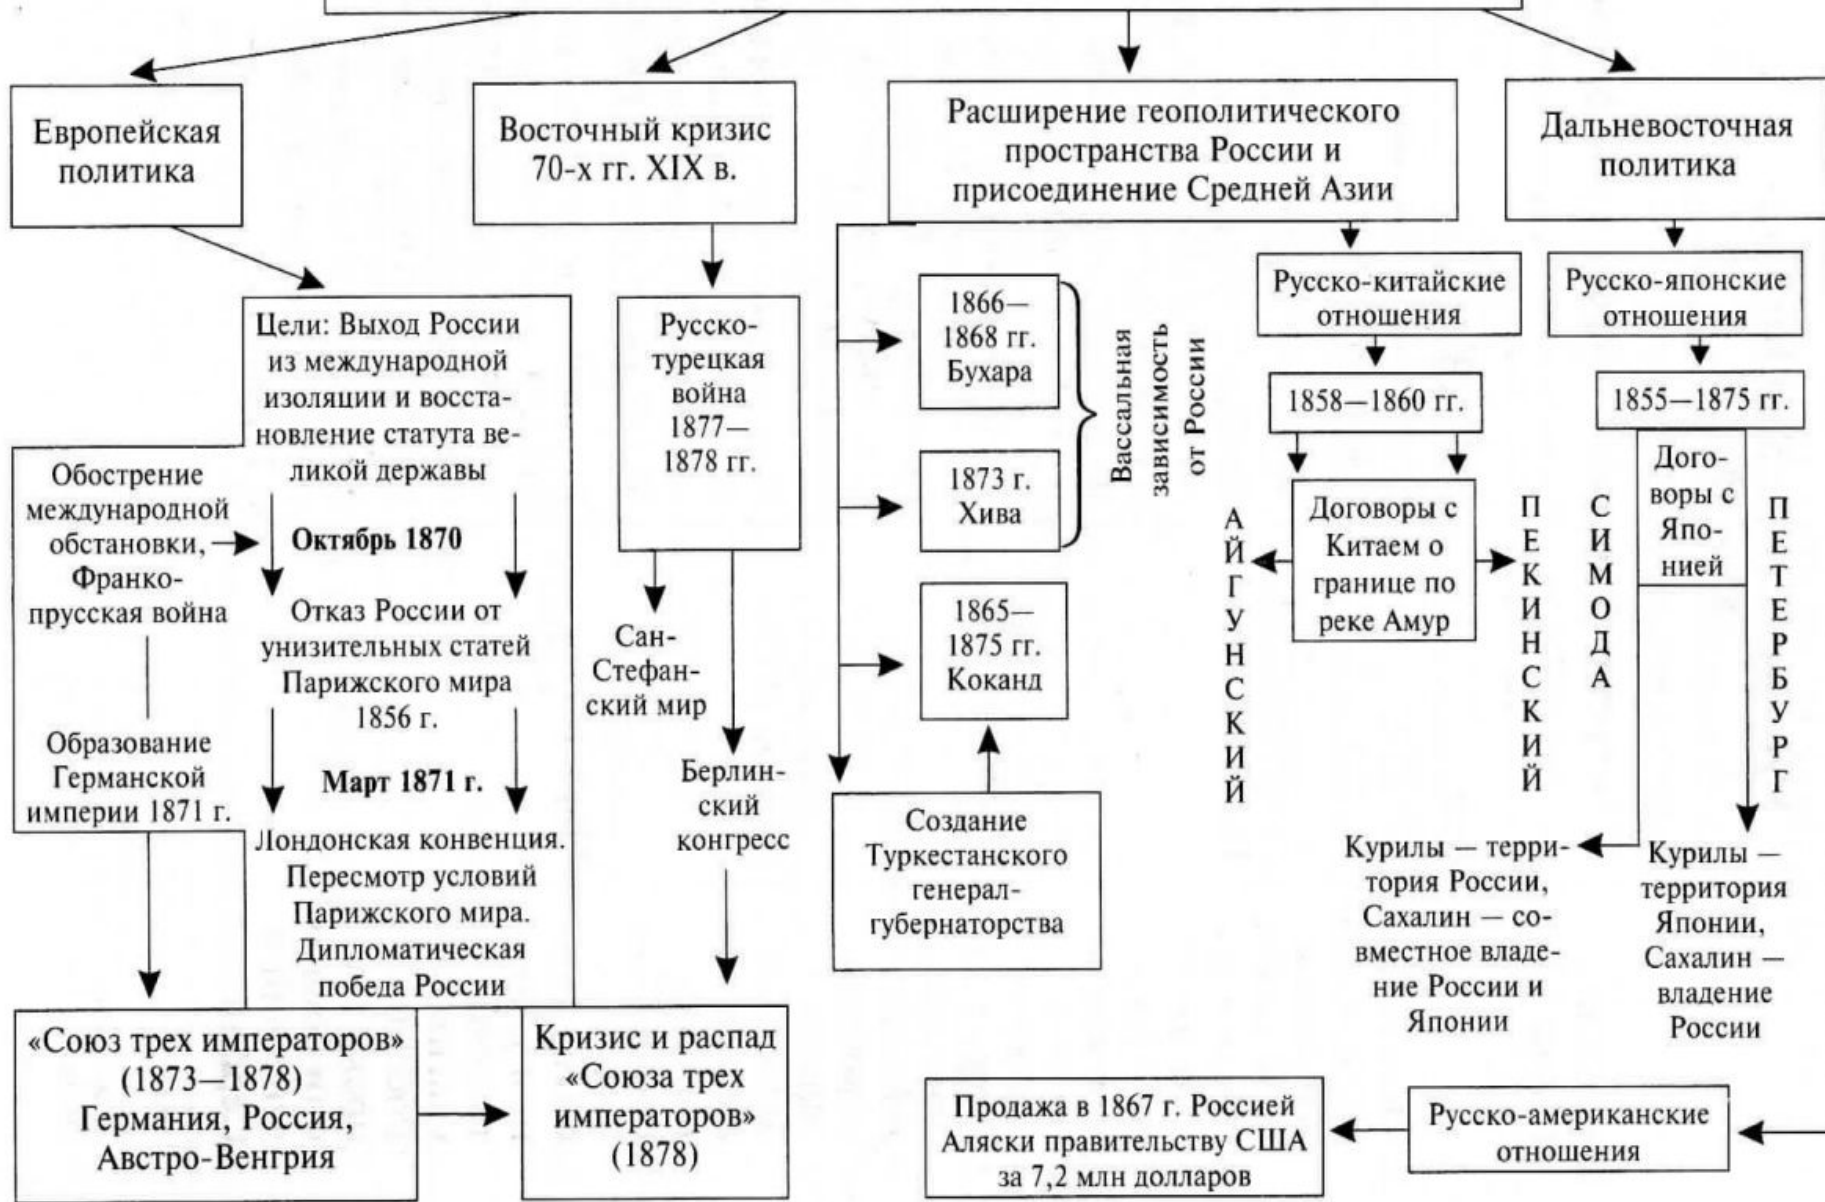 Европейская
политика
Восточный кризис
70-х гг. XIX в.
Расширение геополитического
пространства России и
присоединение Средней Азии
Дальневосточная
политика
Цели: Выход России
из международной
изоляции и восста-
новление статута ве-
ликой державы
Обострение
международной
обстановки,
Франко-
прусская война
Октябрь 1870
Отказ России от
унизительных статей
Парижского мира
1856 г.
Образование
Германской
империи 1871 г.
Март 1871 г.
Лондонская конвенция.
Пересмотр условий
Парижского мира.
Дипломатическая
победа России
«Союз трех императоров»
(1873—1878)
Германия, Россия,
Австро-Венгрия
Русско-
турецкая
война
1877—
1878 гг.
Сан-
Стефан-
ский мир
Берлин-
ский
конгресс
Кризис и распад
«Союза трех
императоров»
(1878)
1866—
1868 гг.
Бухара
1873 г.
Хива
Вассальная
зависимость
от России
1865—
1875 гг.
Коканд
Создание
Туркестанского
генерал-
губернаторства
Русско-китайские
отношения
1858—1860 гг.
АЙГУНСКИЙ
Договоры с
Китаем о
границе по
реке Амур
ПЕКИНСКИЙ
Русско-японские
отношения
1855—1875 гг.
СИМОДА
Дого-
воры с
Япо-
нией
ПЕТЕРБУРГ
Курилы — терри-
тория России,
Сахалин — со-
вместное владе-
ние России и
Японии
Курилы —
территория
Японии,
Сахалин —
владение
России
Продажа в 1867 г. Россией
Аляски правительству США
за 7,2 млн долларов
Русско-американские
отношения